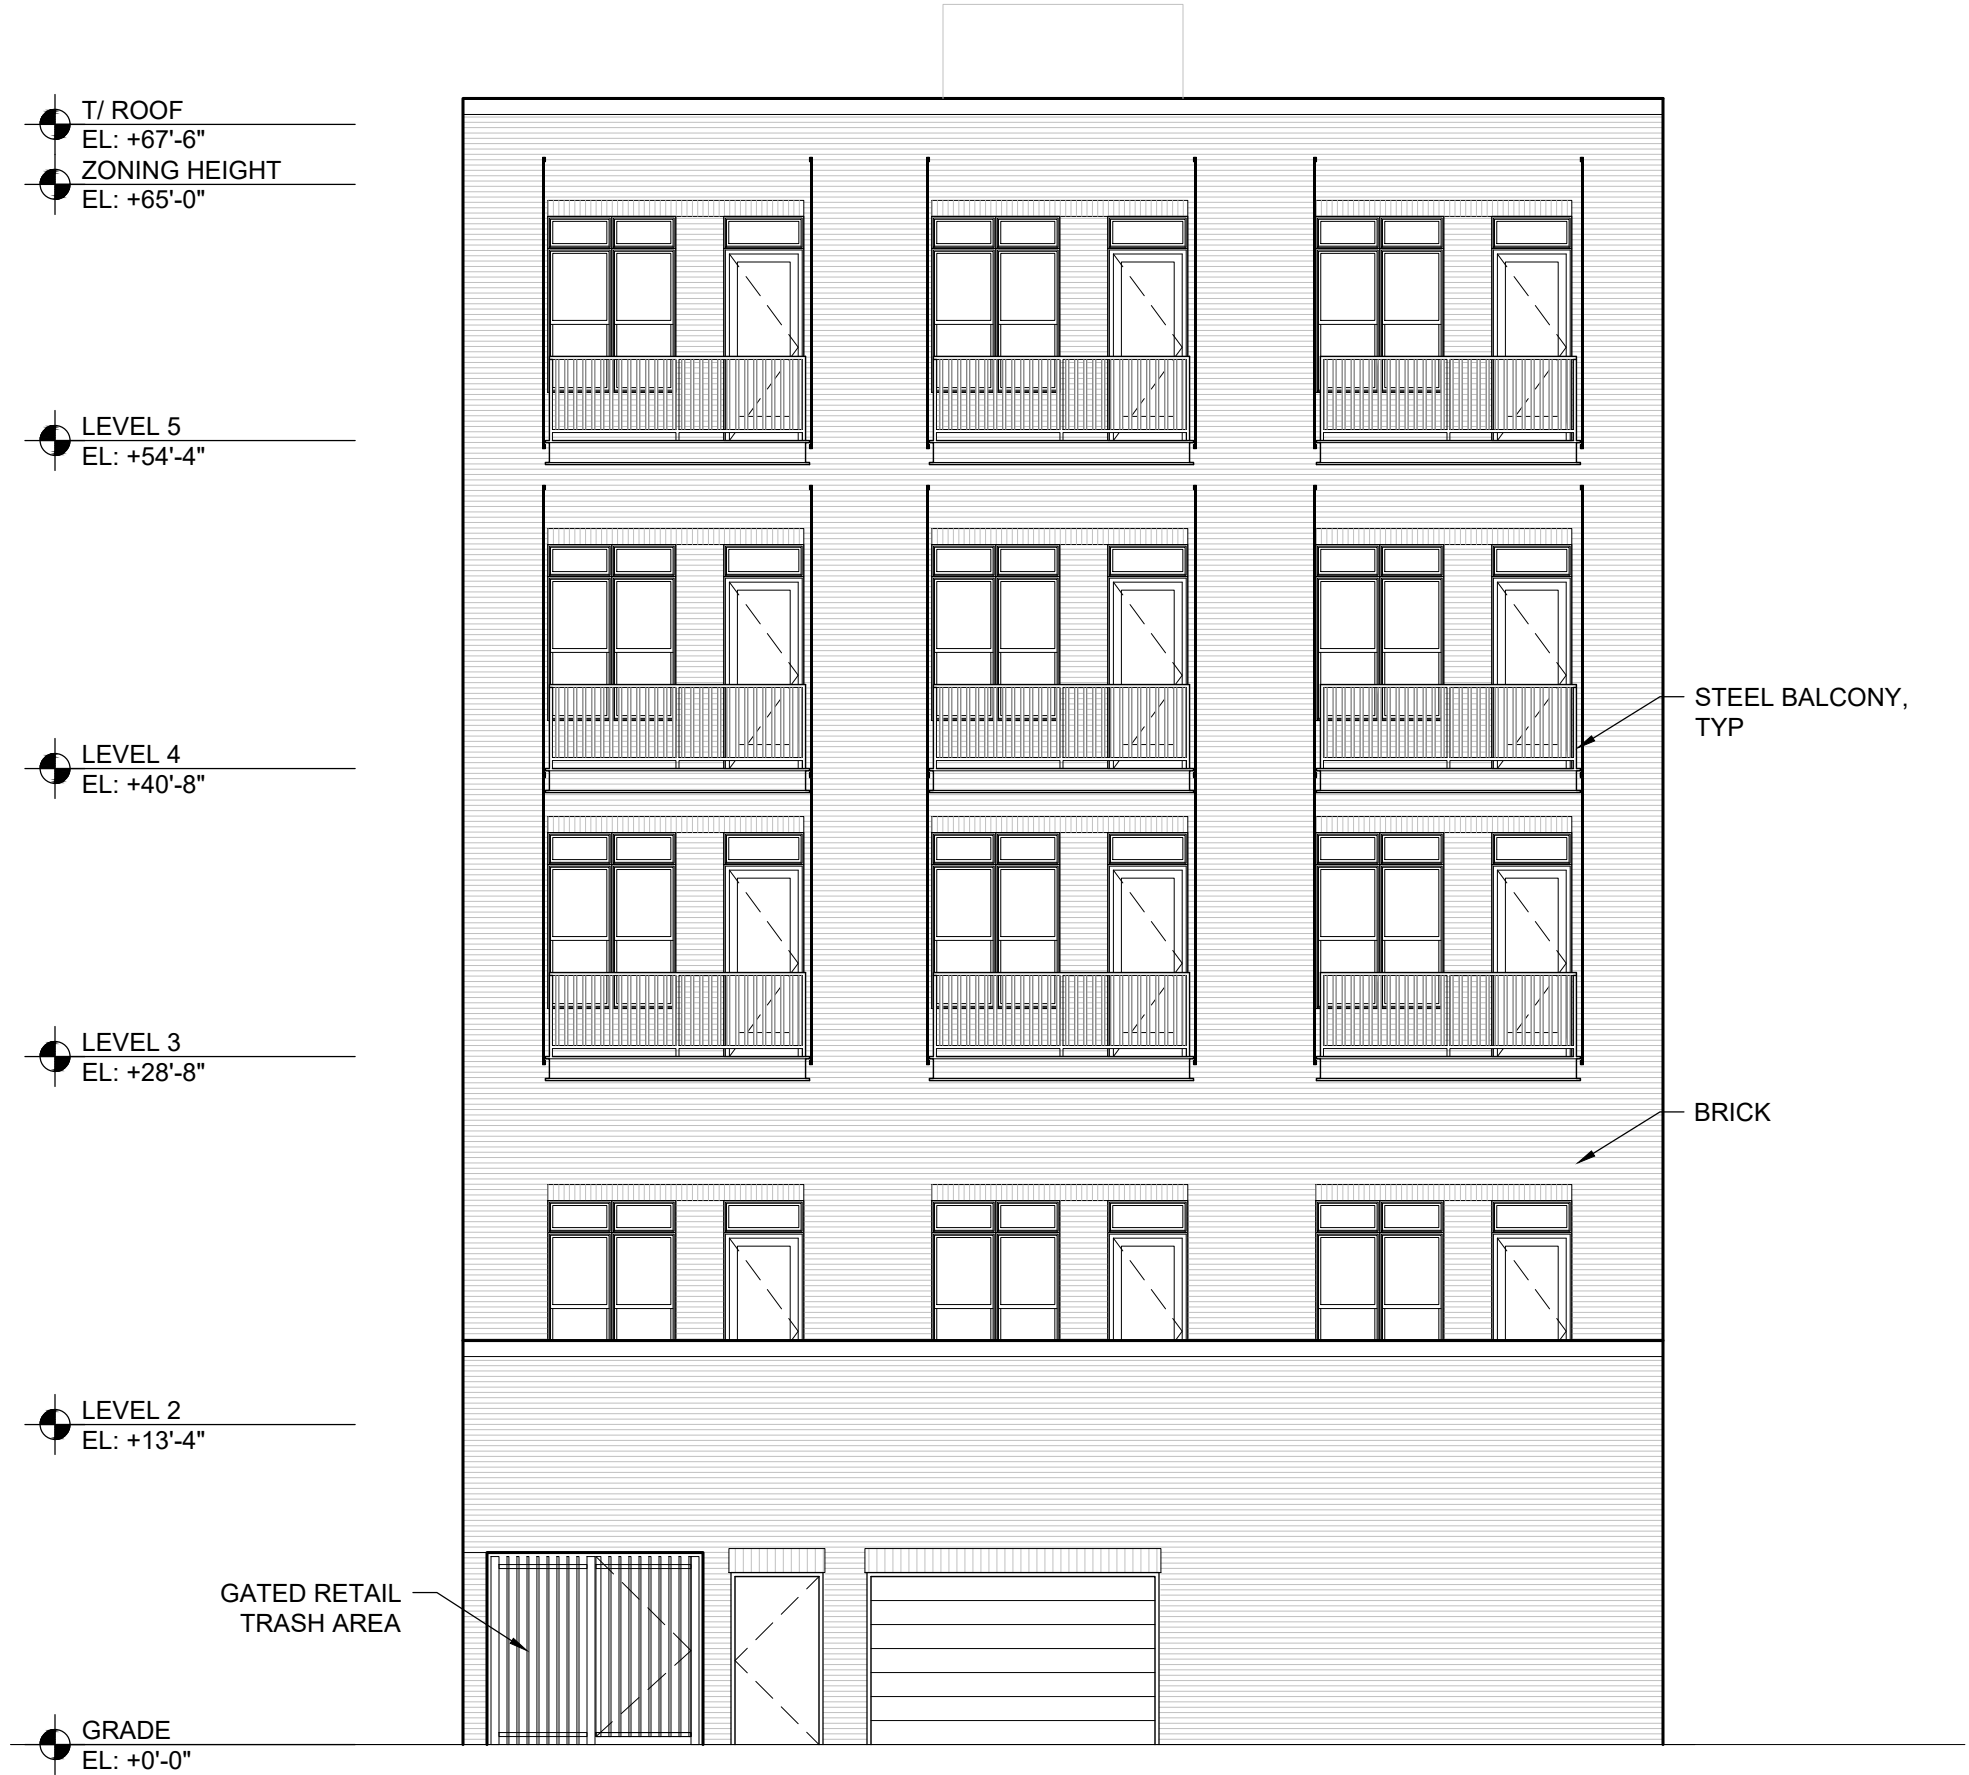 T/ ROOF
EL: +67'-6"
ZONING HEIGHT
EL: +65'-0"
LEVEL 5
EL: +54'-4"
STEEL BALCONY,
TYP
LEVEL 4
EL: +40'-8"
LEVEL 3
EL: +28'-8"
BRICK
LEVEL 2
EL: +13'-4"
GATED RETAIL
TRASH AREA
GRADE
EL: +0'-0"